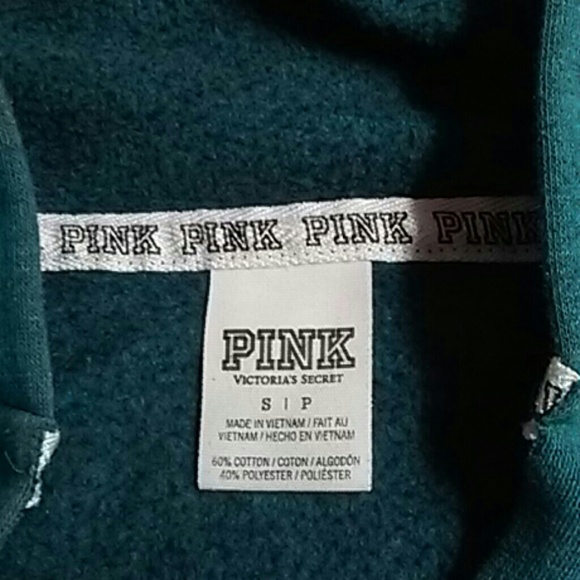 PINK PINK PINK PINK
PINK
VICTORIA'S SECRET
S | P
MADE IN VIETNAM / FAIT AU
VIETNAM / HECHO EN VIETNAM
60% COTTON / COTON / ALGODÓN
40% POLYESTER / POLIÉSTER